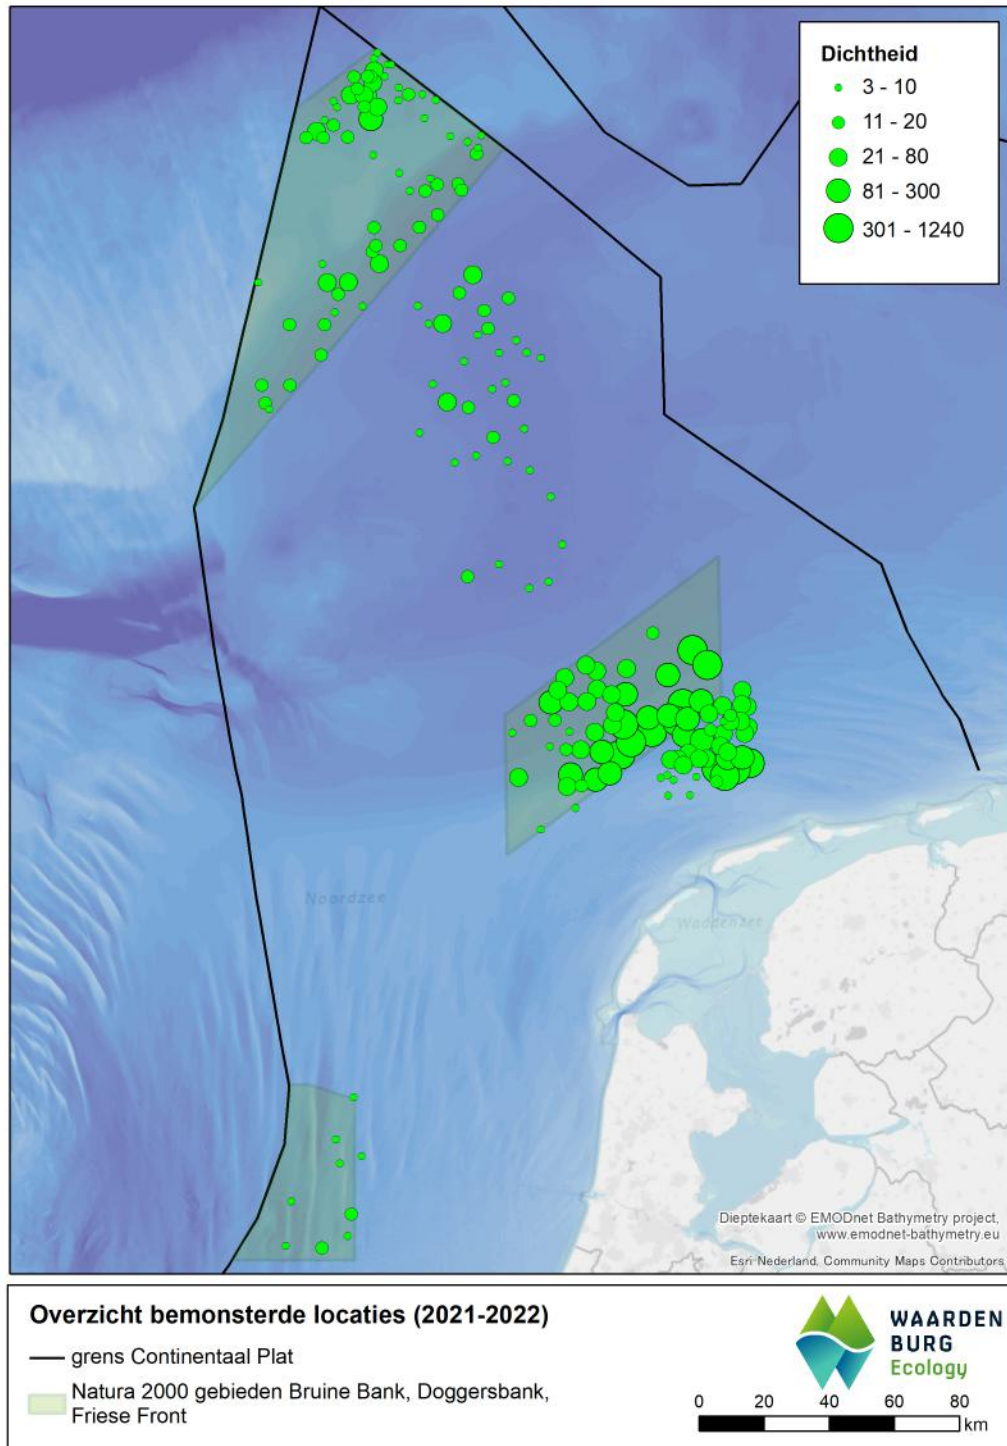 Dichtheid
3 - 10
11 - 20
21 - 80
81 - 300
301 - 1240
Noordzee
Waddenzee
Dieptekaart © EMODnet Bathymetry project,
www.emodnet-bathymetry.eu
Esri Nederland, Community Maps Contributors
Overzicht bemonsterde locaties (2021-2022)
grens Continentaal Plat
Natura 2000 gebieden Bruine Bank, Doggersbank,
Friese Front
WAARDEN
BURG
Ecology
0 20 40 60 80
km